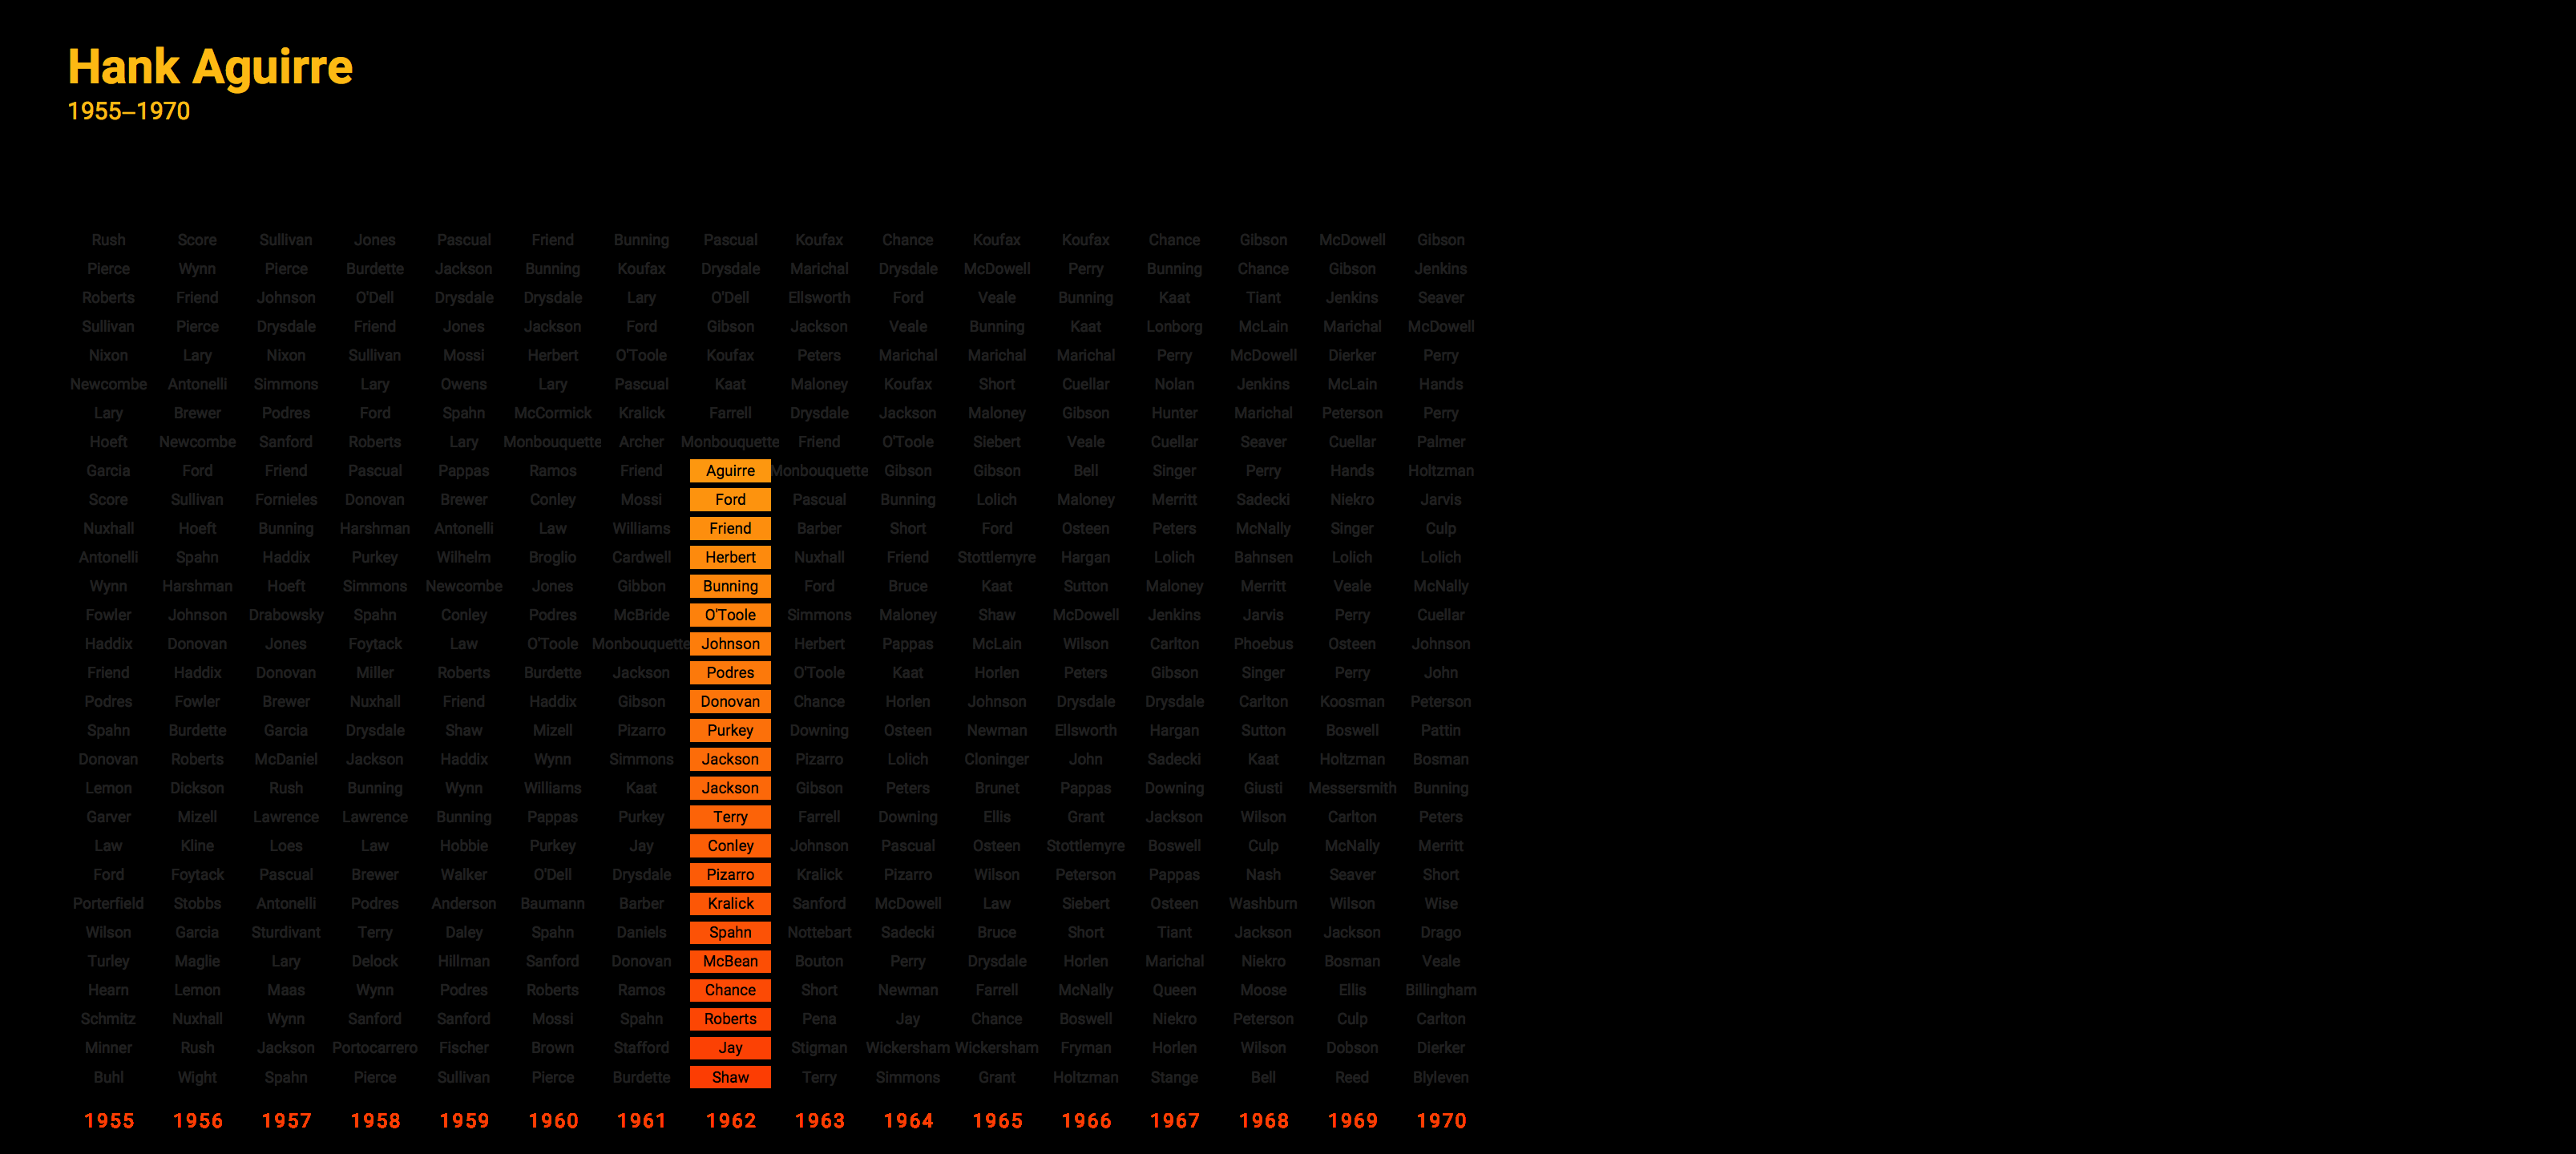 Hank Aguirre
1955–1970
Rush Score Sullivan Jones Pascual Friend Bunning Pascual Koufax Chance Koufax Koufax Chance Gibson McDowell Gibson
Pierce Wynn Pierce Burdette Jackson Bunning Koufax Drysdale Marichal Drysdale McDowell Perry Bunning Chance Gibson Jenkins
Roberts Friend Johnson O'Dell Drysdale Drysdale Lary O'Dell Ellsworth Ford Veale Bunning Kaat Tiant Jenkins Seaver
Sullivan Pierce Drysdale Friend Jones Jackson Ford Gibson Jackson Veale Bunning Kaat Lonborg McLain Marichal McDowell
Nixon Lary Nixon Sullivan Mossi Herbert O'Toole Koufax Peters Marichal Marichal Marichal Perry McDowell Dierker Perry
Newcombe Antonelli Simmons Lary Owens Lary Pascual Kaat Maloney Koufax Short Cuellar Nolan Jenkins McLain Hands
Lary Brewer Podres Ford Spahn McCormick Kralick Farrell Drysdale Jackson Maloney Gibson Hunter Marichal Peterson Perry
Hoeft Newcombe Sanford Roberts Lary Monbouquette Archer Monbouquette Friend O'Toole Siebert Veale Cuellar Seaver Cuellar Palmer
Garcia Ford Friend Pascual Pappas Ramos Friend Aguirre Monbouquette Gibson Gibson Bell Singer Perry Hands Holtzman
Score Sullivan Fornieles Donovan Brewer Conley Mossi Ford Pascual Bunning Lolich Maloney Merritt Sadecki Niekro Jarvis
Nuxhall Hoeft Bunning Harshman Antonelli Law Williams Friend Barber Short Ford Osteen Peters McNally Singer Culp
Antonelli Spahn Haddix Purkey Wilhelm Broglio Cardwell Herbert Nuxhall Friend Stottlemyre Hargan Lolich Bahnsen Lolich Lolich
Wynn Harshman Hoeft Simmons Newcombe Jones Gibbon Bunning Ford Bruce Kaat Sutton Maloney Merritt Veale McNally
Fowler Johnson Drabowsky Spahn Conley Podres McBride O'Toole Simmons Maloney Shaw McDowell Jenkins Jarvis Perry Cuellar
Haddix Donovan Jones Foytack Law O'Toole Monbouquette Johnson Herbert Pappas McLain Wilson Carlton Phoebus Osteen Johnson
Friend Haddix Donovan Miller Roberts Burdette Jackson Podres O'Toole Kaat Horlen Peters Gibson Singer Perry John
Podres Fowler Brewer Nuxhall Friend Haddix Gibson Donovan Chance Horlen Johnson Drysdale Drysdale Carlton Koosman Peterson
Spahn Burdette Garcia Drysdale Shaw Mizell Pizarro Purkey Downing Osteen Newman Ellsworth Hargan Sutton Boswell Pattin
Donovan Roberts McDaniel Jackson Haddix Wynn Simmons Jackson Pizarro Lolich Cloninger John Sadecki Kaat Holtzman Bosman
Lemon Dickson Rush Bunning Wynn Williams Kaat Jackson Gibson Peters Brunet Pappas Downing Giusti Messersmith Bunning
Garver Mizell Lawrence Lawrence Bunning Pappas Purkey Terry Farrell Downing Ellis Grant Jackson Wilson Carlton Peters
Law Kline Loes Law Hobbie Purkey Jay Conley Johnson Pascual Osteen Stottlemyre Boswell Culp McNally Merritt
Ford Foytack Pascual Brewer Walker O'Dell Drysdale Pizarro Kralick Pizarro Wilson Peterson Pappas Nash Seaver Short
Porterfield Stobbs Antonelli Podres Anderson Baumann Barber Kralick Sanford McDowell Law Siebert Osteen Washburn Wilson Wise
Wilson Garcia Sturdivant Terry Daley Spahn Daniels Spahn Nottebart Sadecki Bruce Short Tiant Jackson Jackson Drago
Turley Maglie Lary Delock Hillman Sanford Donovan McBean Bouton Perry Drysdale Horlen Marichal Niekro Bosman Veale
Hearn Lemon Maas Wynn Podres Roberts Ramos Chance Short Newman Farrell McNally Queen Moose Ellis Billingham
Schmitz Nuxhall Wynn Sanford Sanford Mossi Spahn Roberts Pena Jay Chance Boswell Niekro Peterson Culp Carlton
Minner Rush Jackson Portocarrero Fischer Brown Stafford Jay Stigman Wickersham Wickersham Fryman Horlen Wilson Dobson Dierker
Buhl Wight Spahn Pierce Sullivan Pierce Burdette Shaw Terry Simmons Grant Holtzman Stange Bell Reed Blyleven
1955 1956 1957 1958 1959 1960 1961 1962 1963 1964 1965 1966 1967 1968 1969 1970